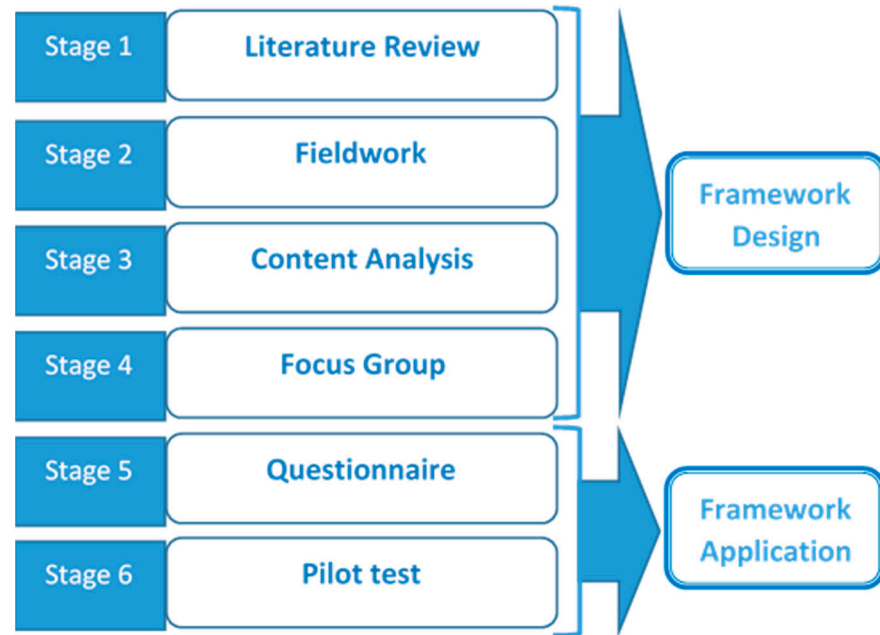 Stage 1
Literature Review
Stage 2
Fieldwork
Stage 3
Content Analysis
Stage 4
Focus Group
Framework
Design
Stage 5
Questionnaire
Stage 6
Pilot test
Framework
Application